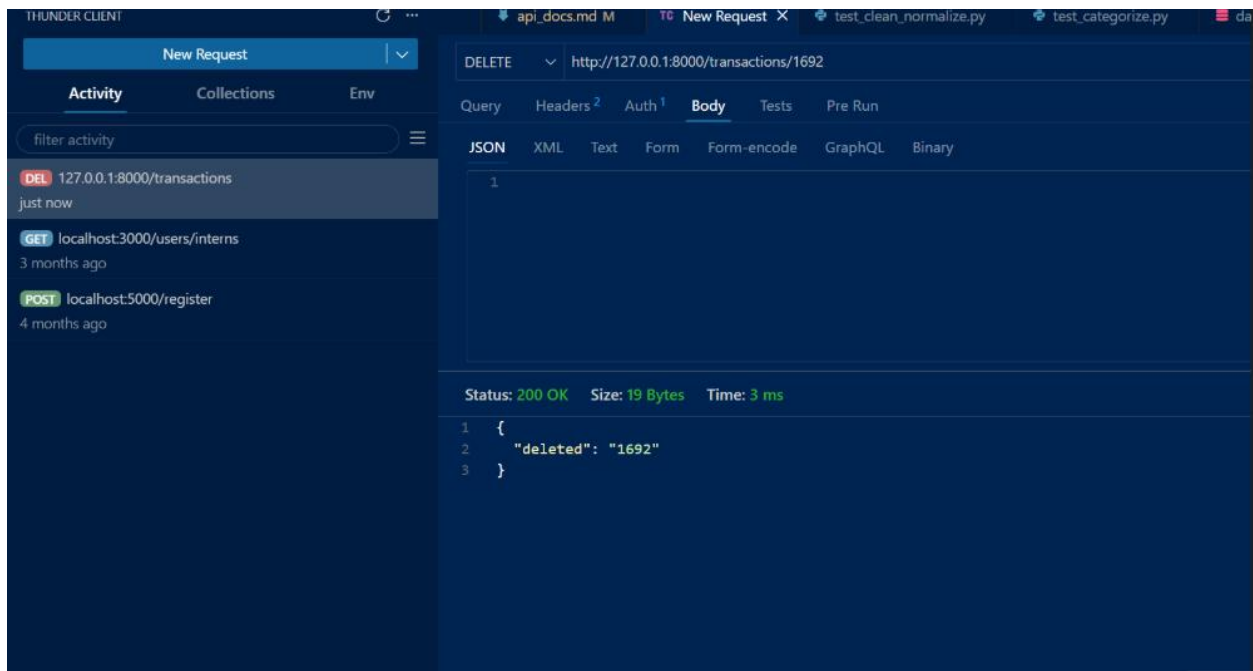 THUNDER CLIENT
api_docs.md M
TC New Request
test_clean_normalize.py
test_categorize.py
da
New Request
DELETE
http://127.0.0.1:8000/transactions/1692
Activity
Collections
Env
Query
Headers 2
Auth 1
Body
Tests
Pre Run
filter activity
JSON
XML
Text
Form
Form-encode
GraphQL
Binary
DEL 127.0.0.1:8000/transactions
just now
1
GET localhost:3000/users/interns
3 months ago
POST localhost:5000/register
4 months ago
Status: 200 OK Size: 19 Bytes Time: 3 ms
1 {
2 "deleted": "1692"
3 }